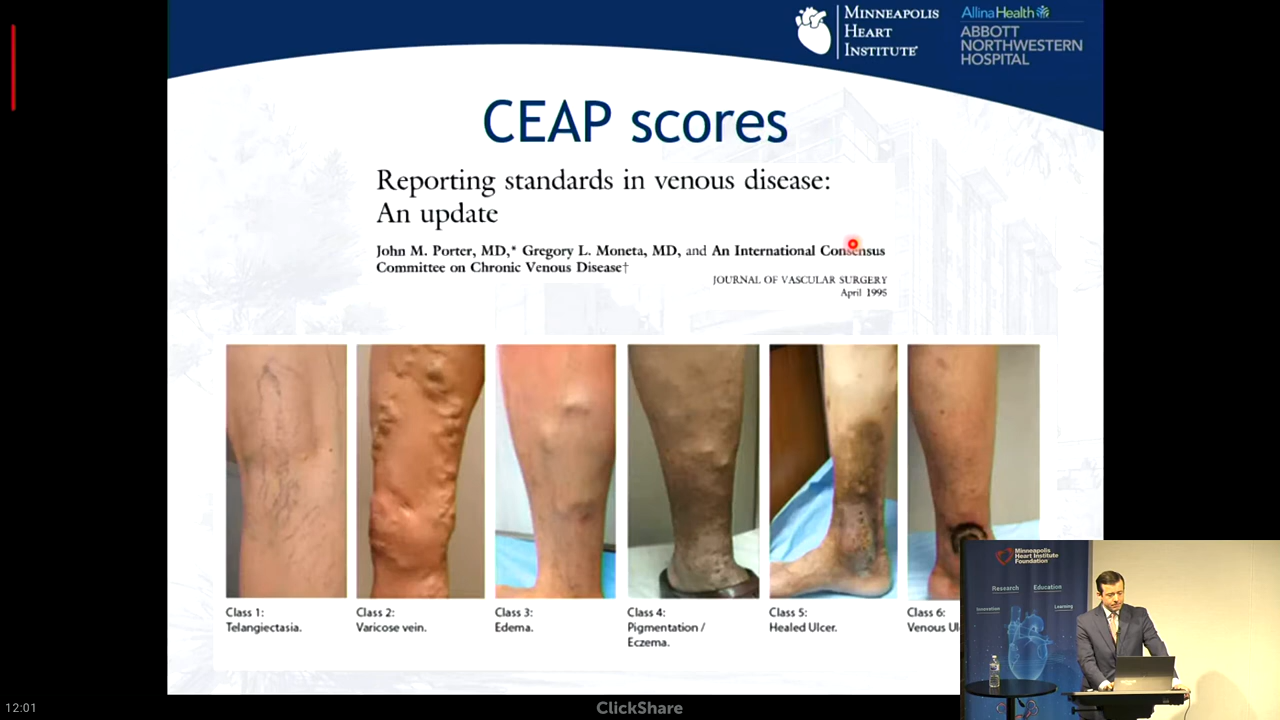 MINNEAPOLIS
HEART
INSTITUTE
AllinaHealth
ABBOTT
NORTHWESTERN
HOSPITAL
CEAP scores
Reporting standards in venous disease:
An update
John M. Porter, MD,* Gregory L. Moneta, MD, and An International Consensus
Committee on Chronic Venous Disease†
JOURNAL OF VASCULAR SURGERY
April 1995
Class 1:
Telangiectasia.
Class 2:
Varicose vein.
Class 3:
Edema.
Class 4:
Pigmentation /
Eczema.
Class 5:
Healed Ulcer.
Class 6:
Venous Ul
Minneapolis
Heart Institute
Foundation
Research
Education
Innovation
Learning
12:01
ClickShare